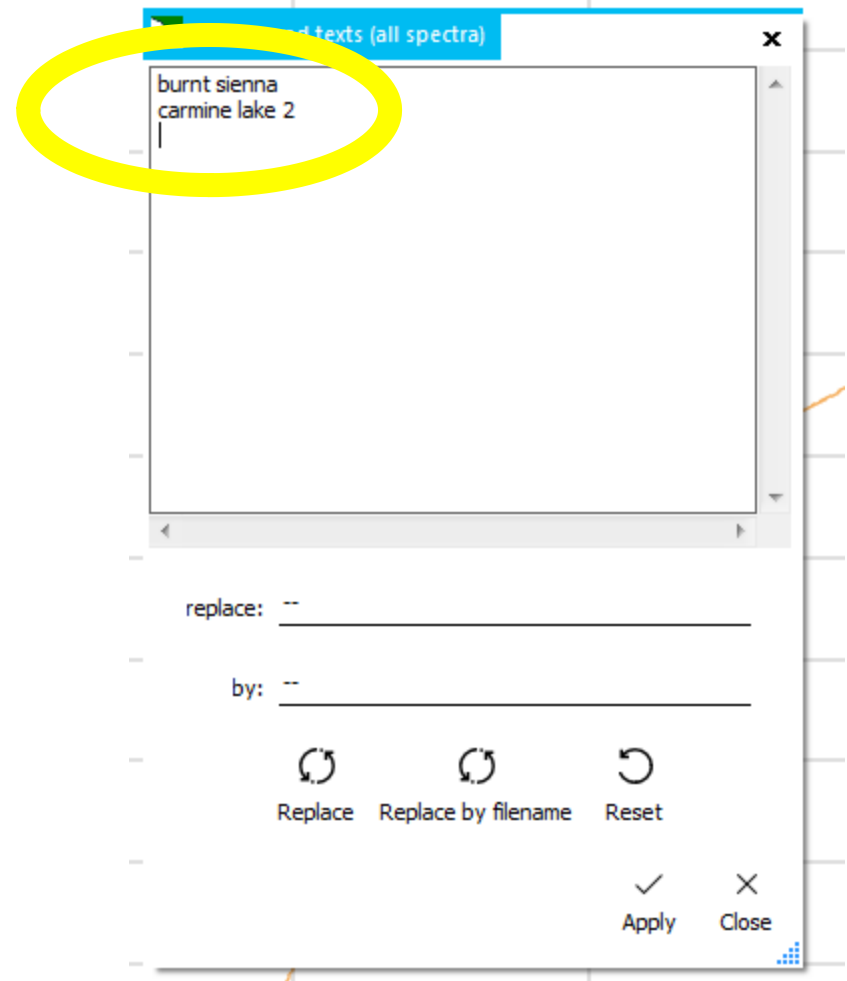 texts (all spectra)
burnt sienna
carmine lake 2
replace: --
by: --
Replace Replace by filename Reset
Apply Close